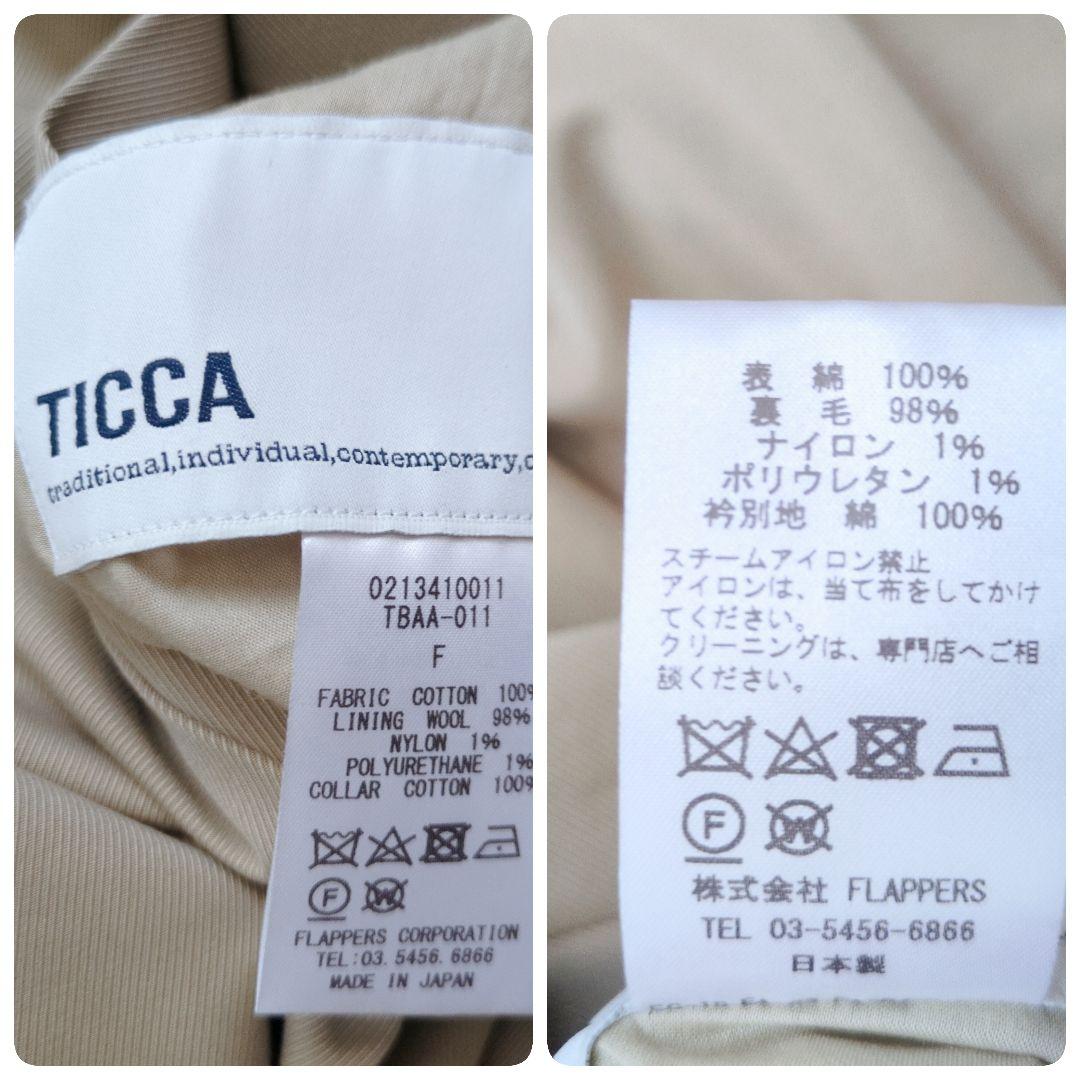 TICCA
traditional,individual,contemporary,c
0213410011
TBAA-011
F
FABRIC COTTON 100%
LINING WOOL 98%
NYLON 1%
POLYURETHANE 1%
COLLAR COTTON 100%
F
W
FLAPPERS CORPORATION
TEL:03.5456.6866
MADE IN JAPAN
表 綿 100%
裏 毛 98%
ナイロン 1%
ポリウレタン 1%
衿別地 綿 100%
スチームアイロン禁止
アイロンは、当て布をしてかけ
てください。
クリーニングは、専門店へご相
談ください。
F
W
株式会社 FLAPPERS
TEL 03-5456-6866
日本製